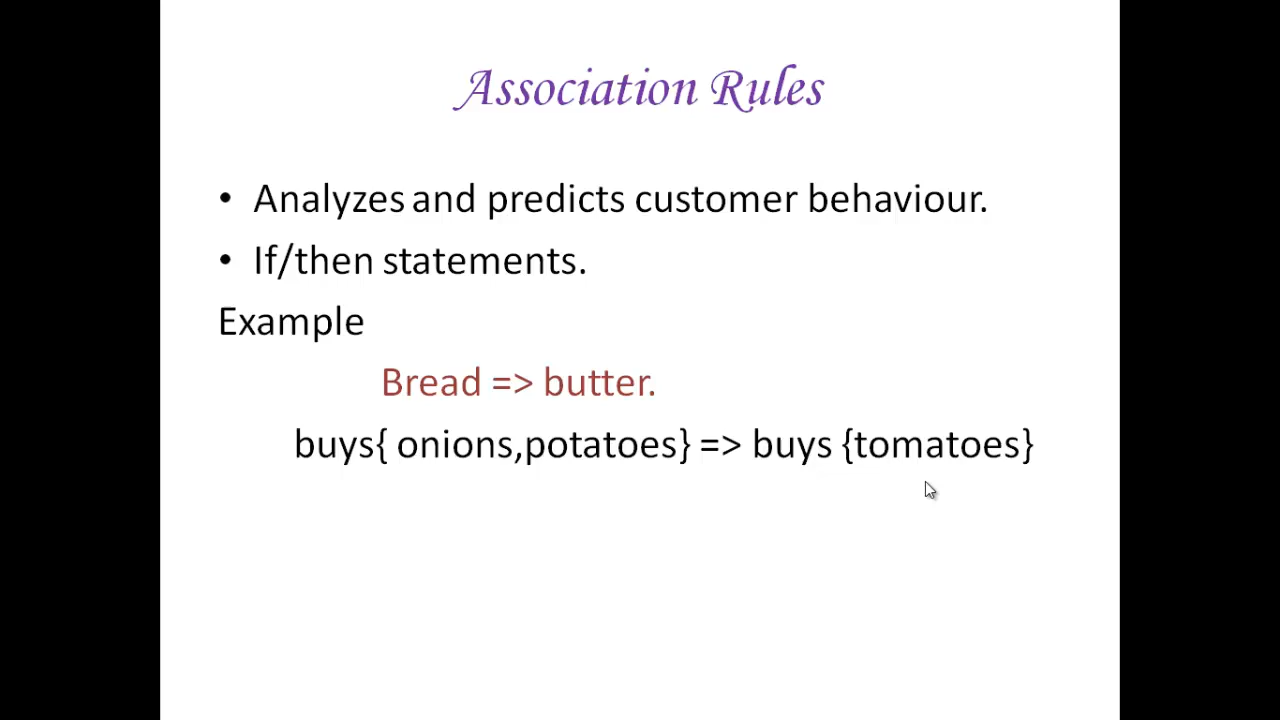 Association Rules
• Analyzes and predicts customer behaviour.
• If/then statements.
Example
Bread => butter.
buys{ onions,potatoes} => buys {tomatoes}